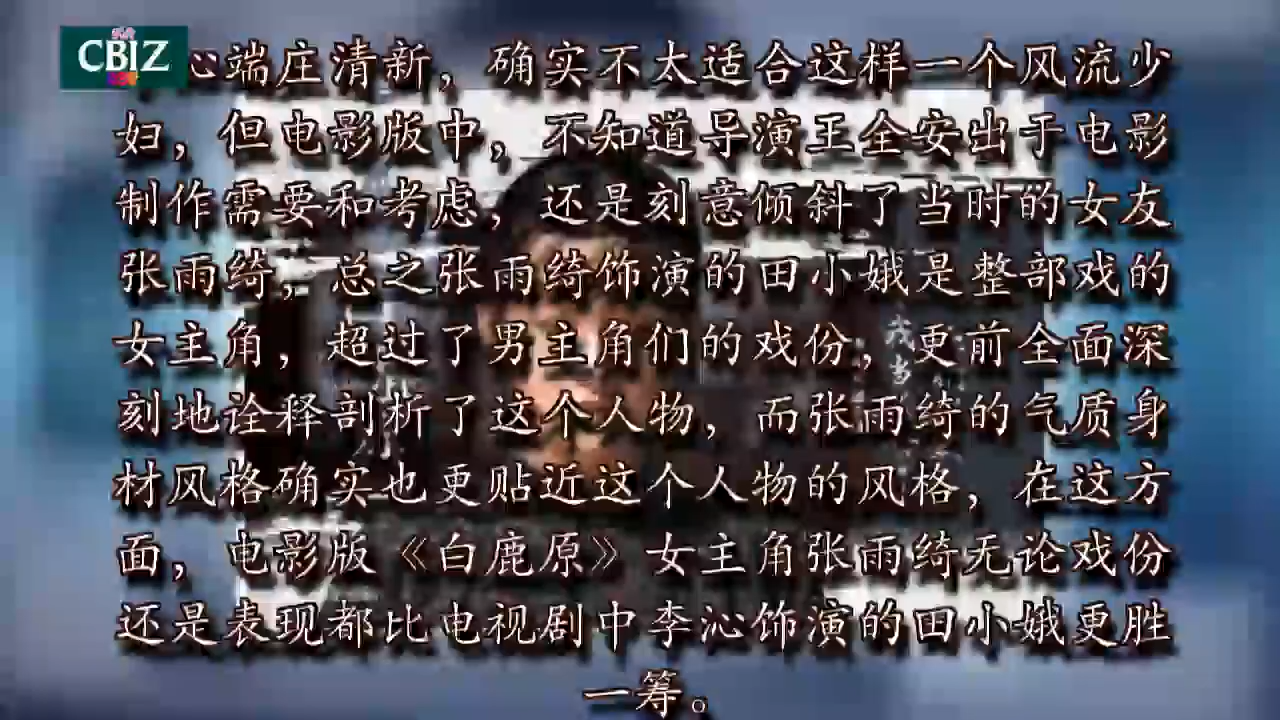 CBIZ
沁端庄清新，确实不太适合这样一个风流少
妇，但电影版中，不知道导演王全安出于电影
制作需要和考虑，还是刻意倾斜了当时的女友
张雨绮，总之张雨绮饰演的田小娥是整部戏的
女主角，超过了男主角们的戏份，更前全面深
刻地诠释剖析了这个人物，而张雨绮的气质身
材风格确实也更贴近这个人物的风格，在这方
面，电影版《白鹿原》女主角张雨绮无论戏份
还是表现都比电视剧中李沁饰演的田小娥更胜
一筹。